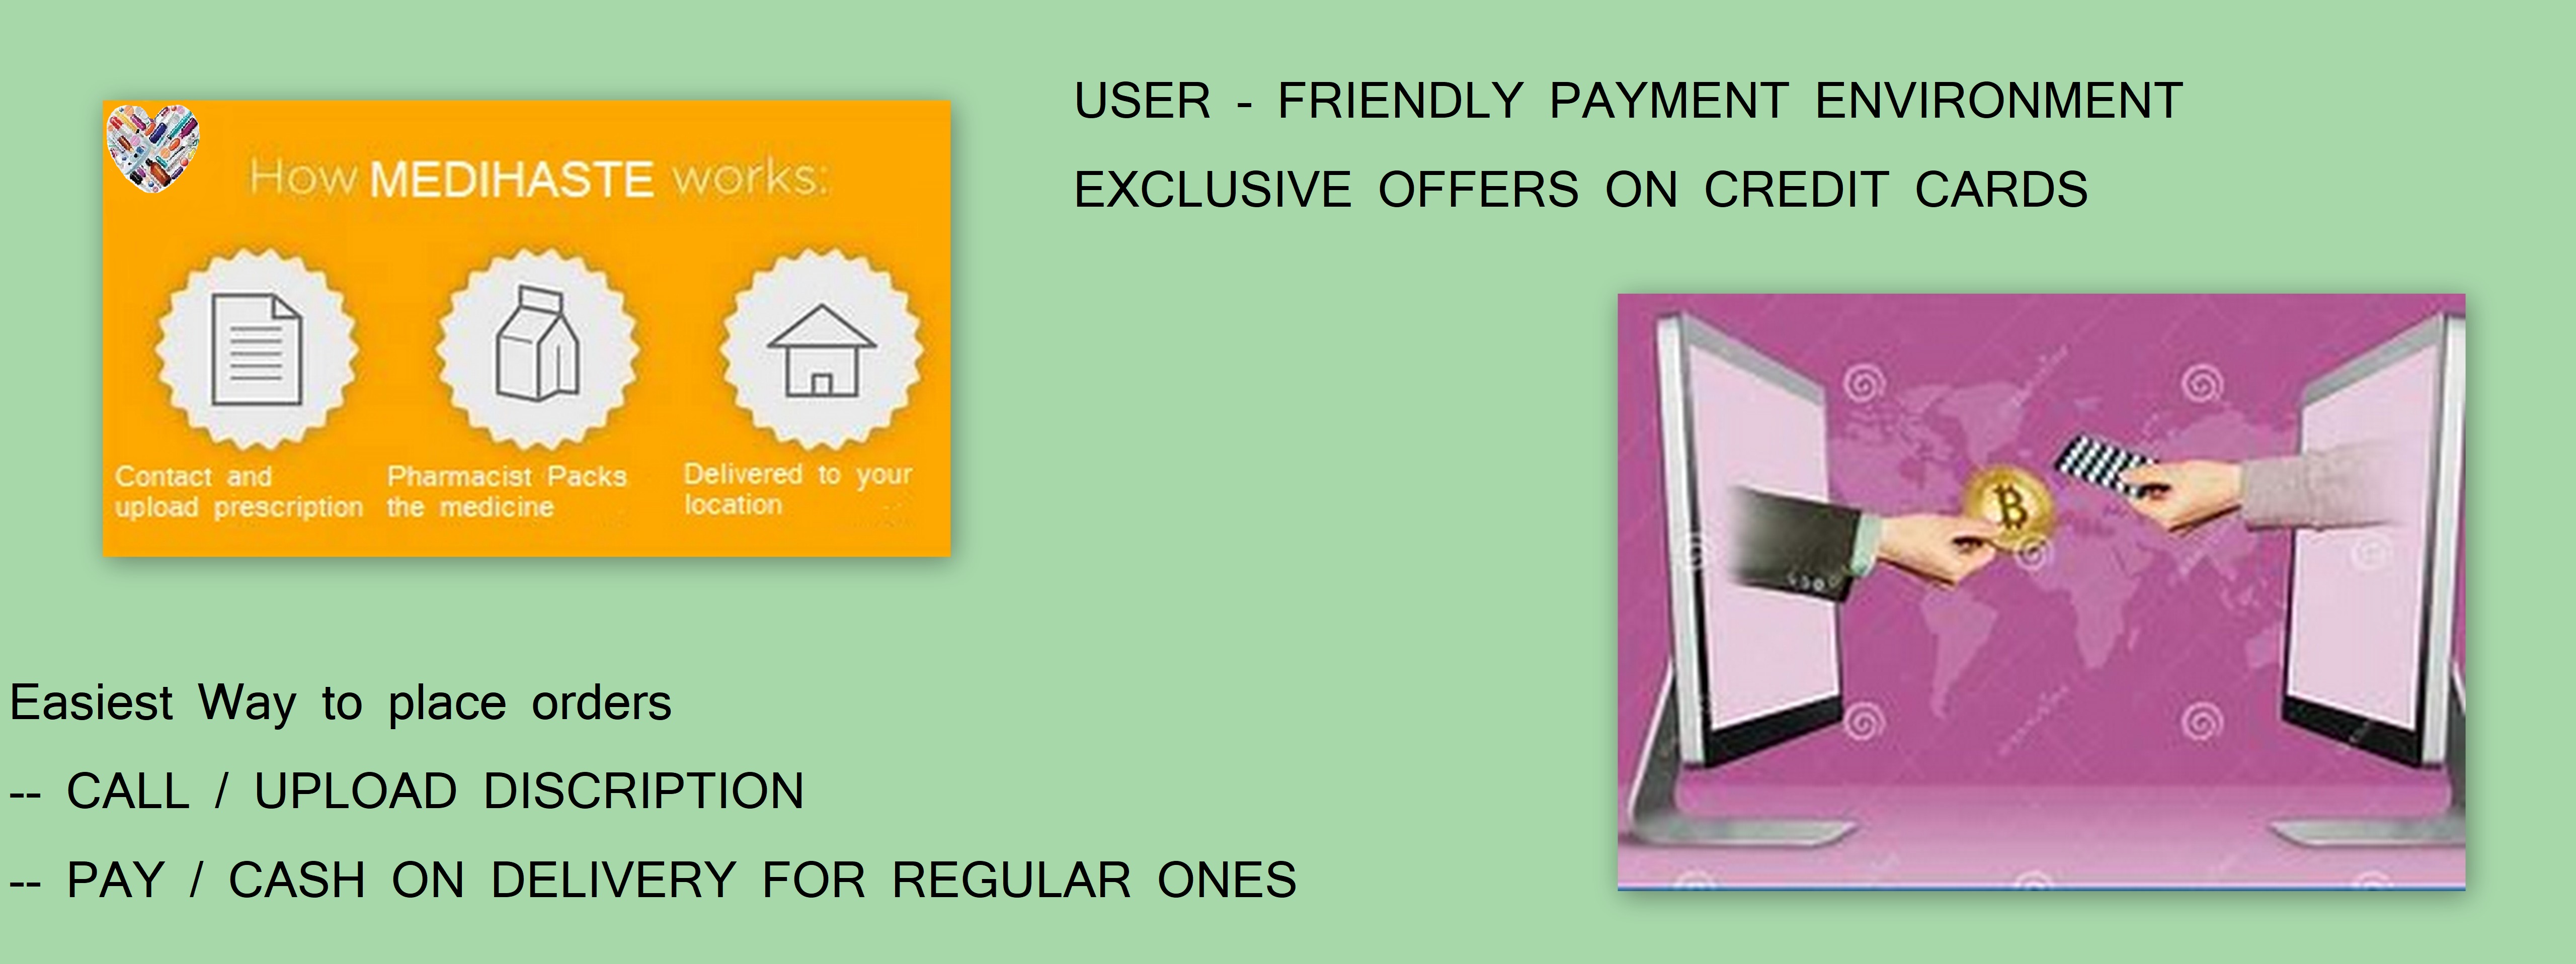 USER - FRIENDLY PAYMENT ENVIRONMENT
EXCLUSIVE OFFERS ON CREDIT CARDS
How MEDIHASTE works:
Contact and
upload prescription
Pharmacist Packs
the medicine
Delivered to your
location
Easiest Way to place orders
-- CALL / UPLOAD DISCRIPTION
-- PAY / CASH ON DELIVERY FOR REGULAR ONES